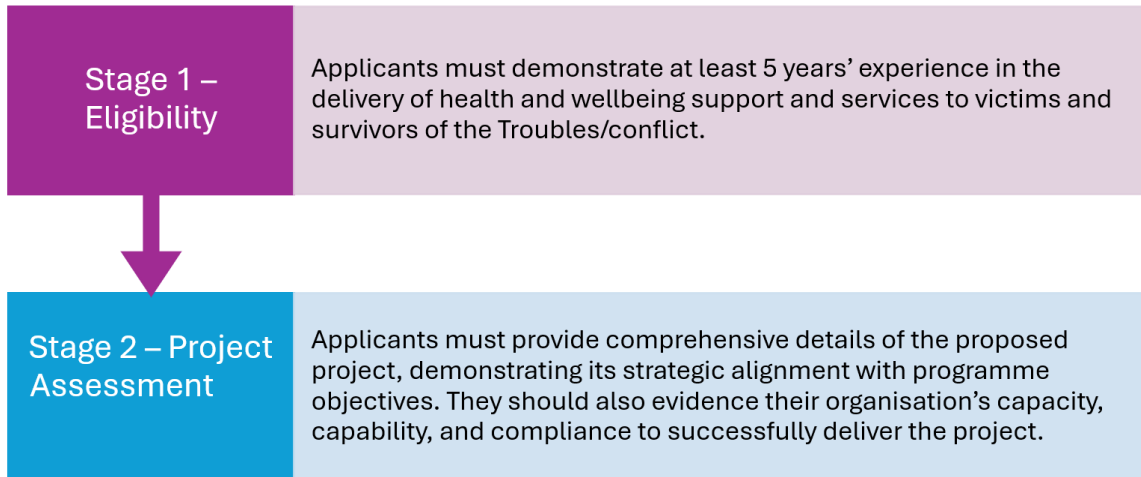 Stage 1 –
Eligibility
Applicants must demonstrate at least 5 years’ experience in the
delivery of health and wellbeing support and services to victims and
survivors of the Troubles/conflict.
Stage 2 – Project
Assessment
Applicants must provide comprehensive details of the proposed
project, demonstrating its strategic alignment with programme
objectives. They should also evidence their organisation’s capacity,
capability, and compliance to successfully deliver the project.